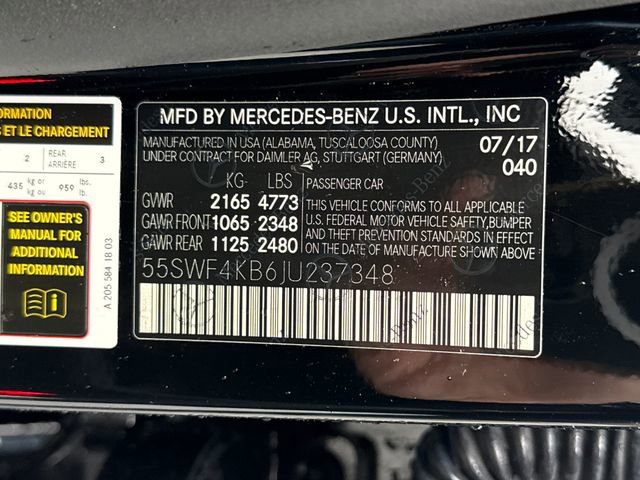 ORMATION
S ET LE CHARGEMENT
2 REAR ARRIÈRE 3
435 kg or kg ou 959 lbs. lb.
SEE OWNER'S
MANUAL FOR
ADDITIONAL
INFORMATION
A 205 584 18 03
MFD BY MERCEDES-BENZ U.S. INTL., INC
MANUFACTURED IN USA (ALABAMA, TUSCALOOSA COUNTY)
UNDER CONTRACT FOR DAIMLER AG, STUTTGART (GERMANY)
07/17
040
KG LBS
GVWR 2165 4773
GAWR FRONT 1065 2348
GAWR REAR 1125 2480
PASSENGER CAR
THIS VEHICLE CONFORMS TO ALL APPLICABLE
U.S. FEDERAL MOTOR VEHICLE SAFETY,BUMPER
AND THEFT PREVENTION STANDARDS IN EFFECT
ON THE DATE OF MANUFACTURE SHOWN ABOVE
55SWF4KB6JU237348